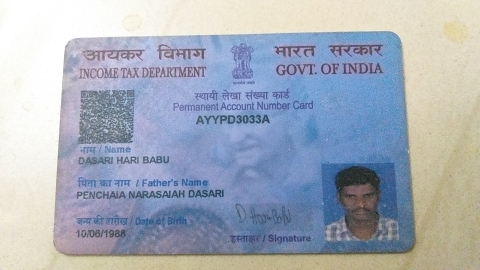 आयकर विभाग भारत सरकार
INCOME TAX DEPARTMENT GOVT. OF INDIA
स्थायी लेखा संख्या कार्ड
Permanent Account Number Card
AYYPD3033A
नाम / Name
DASARI HARI BABU
पिता का नाम / Father's Name
PENCHAIA NARASAIAH DASARI
जन्म की तारीख / Date of Birth
10/06/1988
हस्ताक्षर / Signature